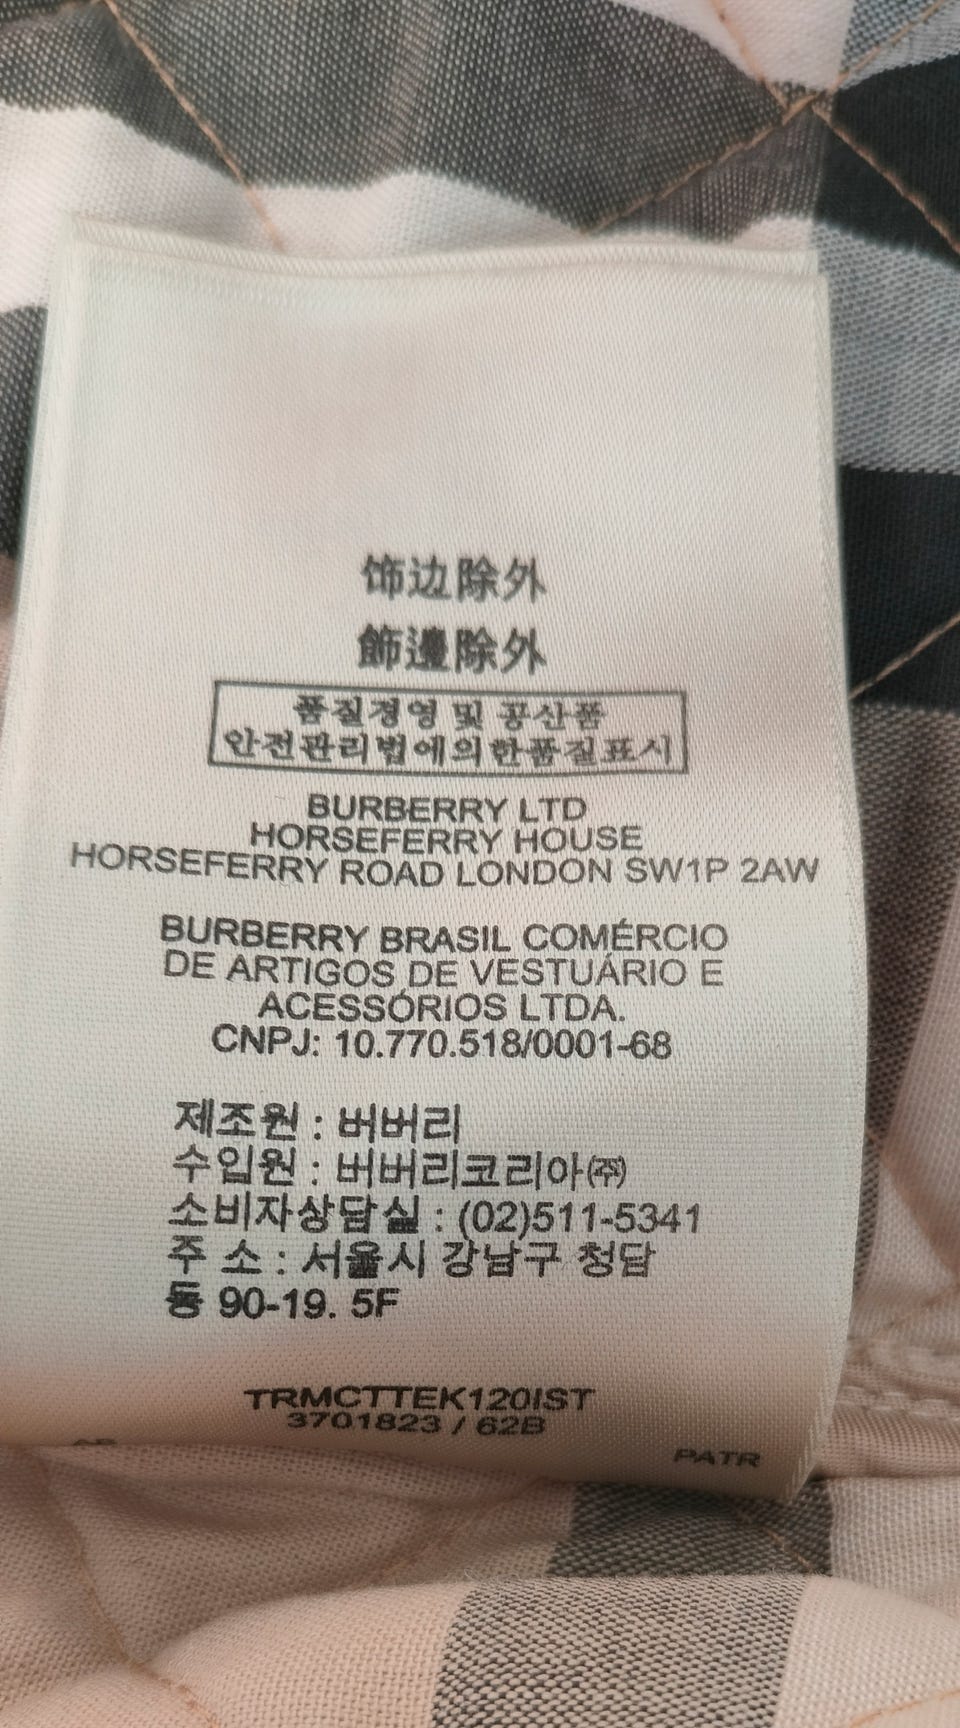 饰边除外
飾邊除外
품질경영 및 공산품
안전관리법에의한품질표시
BURBERRY LTD
HORSEFERRY HOUSE
HORSEFERRY ROAD LONDON SW1P 2AW
BURBERRY BRASIL COMÉRCIO
DE ARTIGOS DE VESTUÁRIO E
ACESSÓRIOS LTDA.
CNPJ: 10.770.518/0001-68
제조원 : 버버리
수입원 : 버버리코리아㈜
소비자상담실 : (02)511-5341
주 소 : 서울시 강남구 청담
동 90-19. 5F
TRMCTTEK120IST
3701823 / 62B
PATR